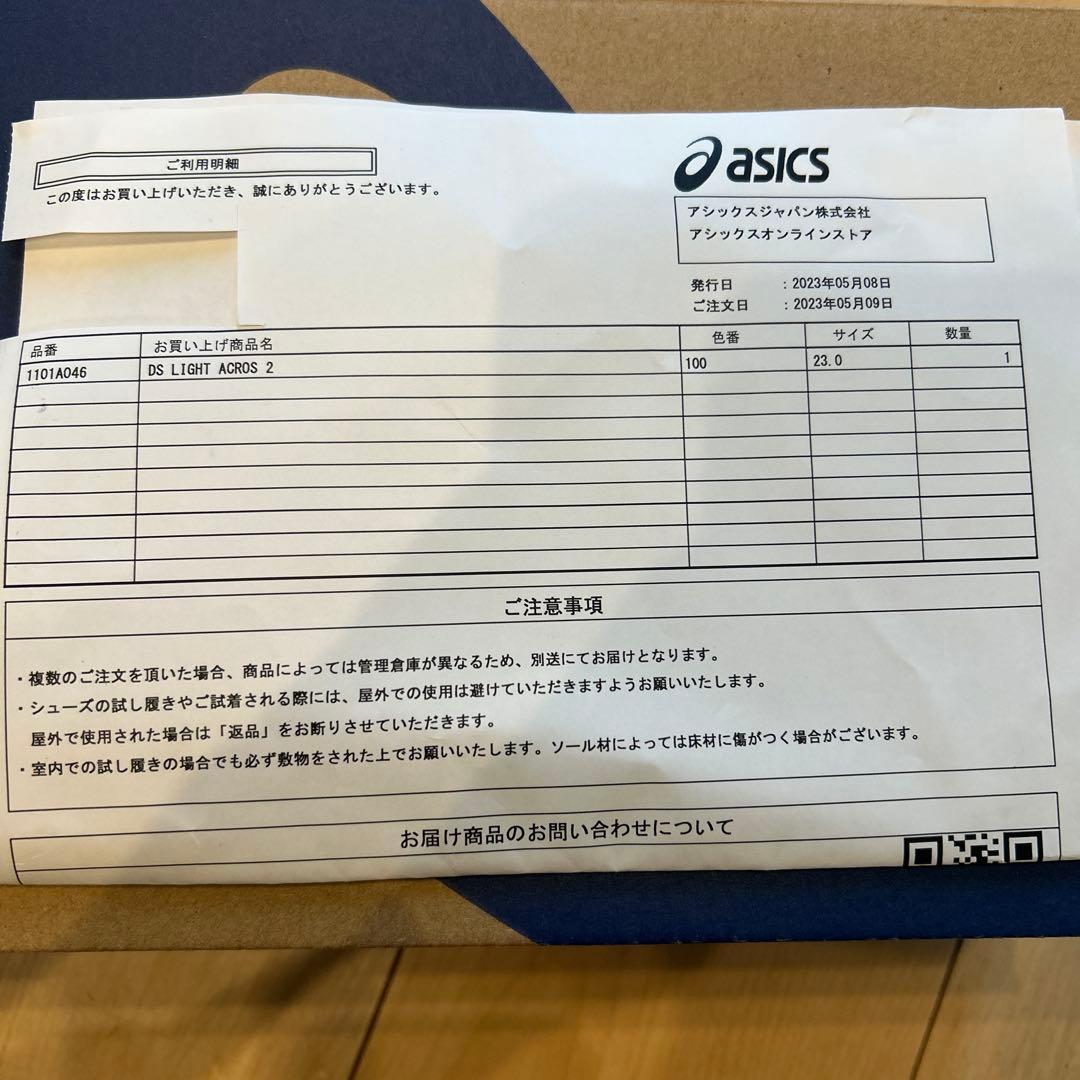 ご利用明細
この度はお買い上げいただき、誠にありがとうございます。
asics
アシックスジャパン株式会社
アシックスオンラインストア
発行日 : 2023年05月08日
ご注文日 : 2023年05月09日
品番 お買い上げ商品名 色番 サイズ 数量
1101A046 DS LIGHT ACROS 2 100 23.0 1
ご注意事項
・複数のご注文を頂いた場合、商品によっては管理倉庫が異なるため、別送にてお届けとなります。
・シューズの試し履きやご試着される際には、屋外での使用は避けていただきますようお願いいたします。
屋外で使用された場合は「返品」をお断りさせていただきます。
・室内での試し履きの場合でも必ず敷物をされた上でお願いいたします。ソール材によっては床材に傷がつく場合がございます。
お届け商品のお問い合わせについて